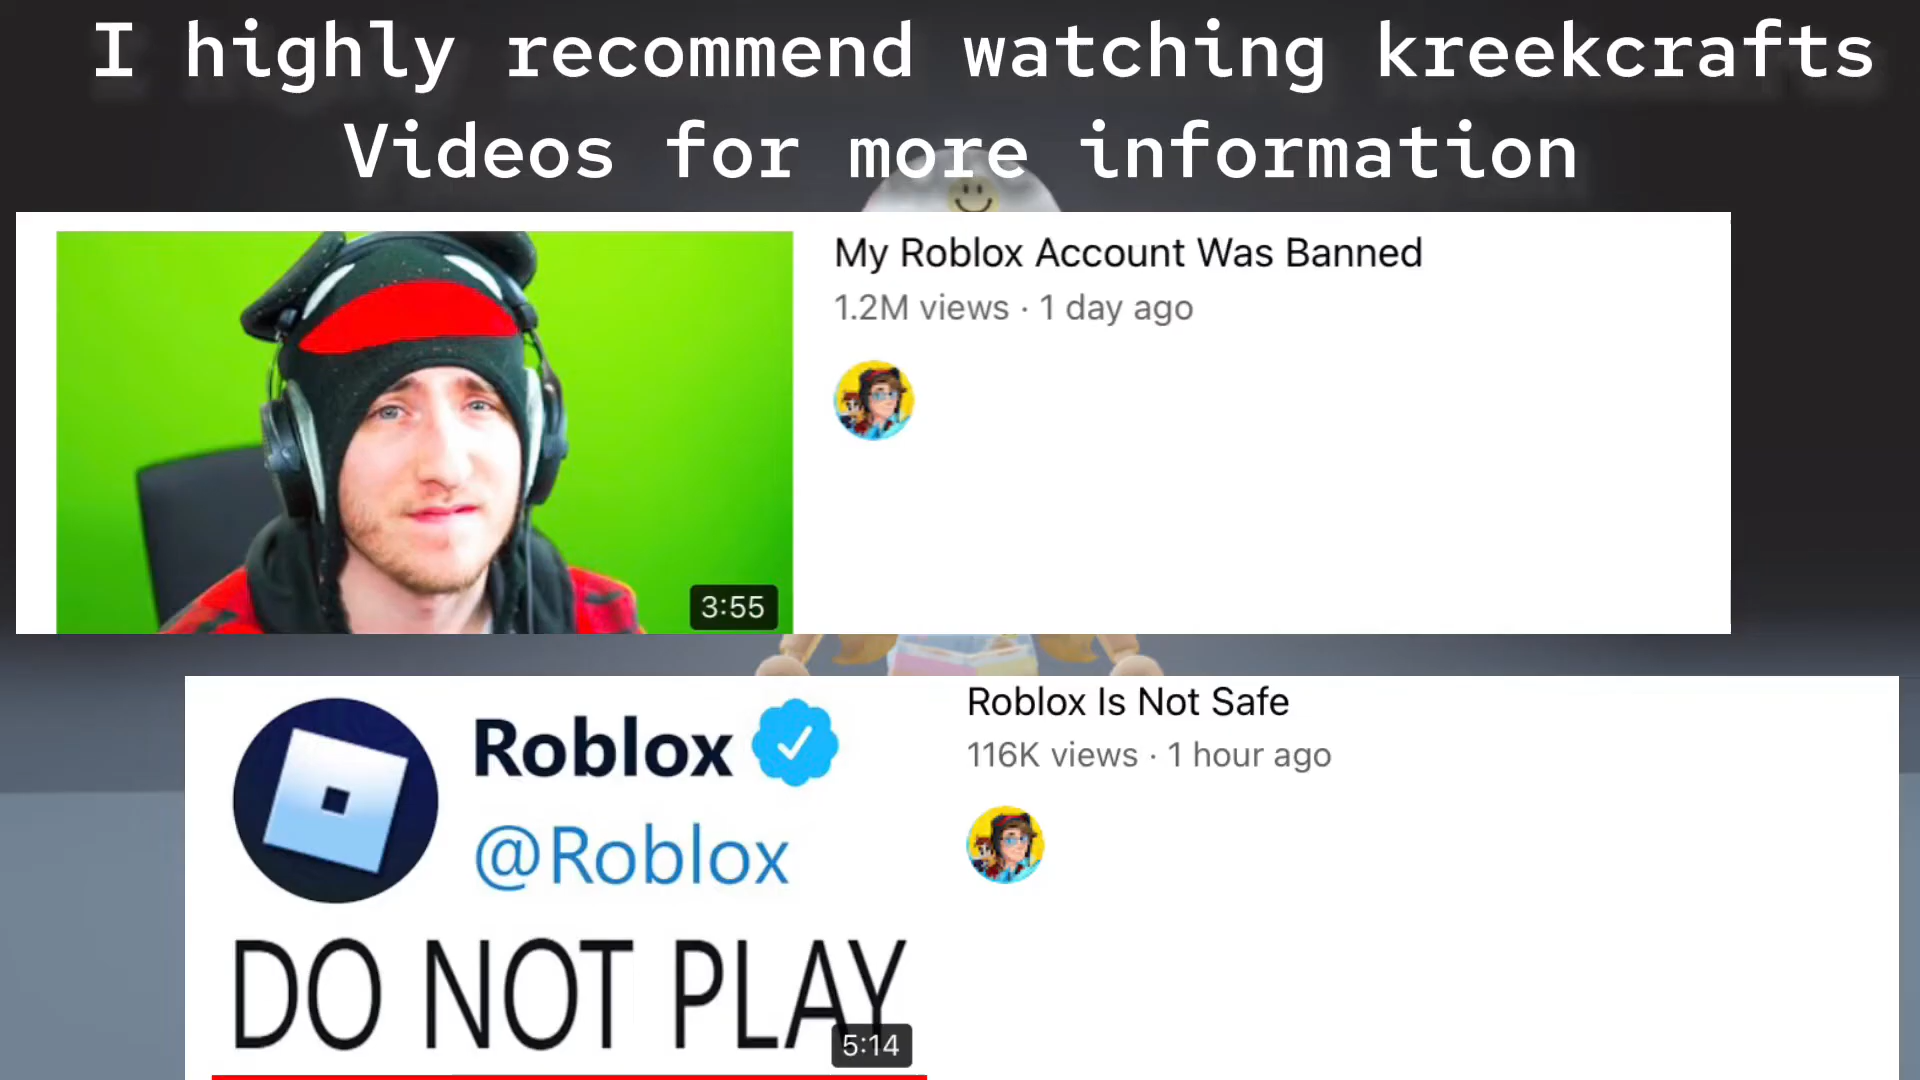 I highly recommend watching kreekcrafts
Videos for more information
My Roblox Account Was Banned
1.2M views · 1 day ago
3:55
Roblox
@Roblox
DO NOT PLAY
5:14
Roblox Is Not Safe
116K views · 1 hour ago